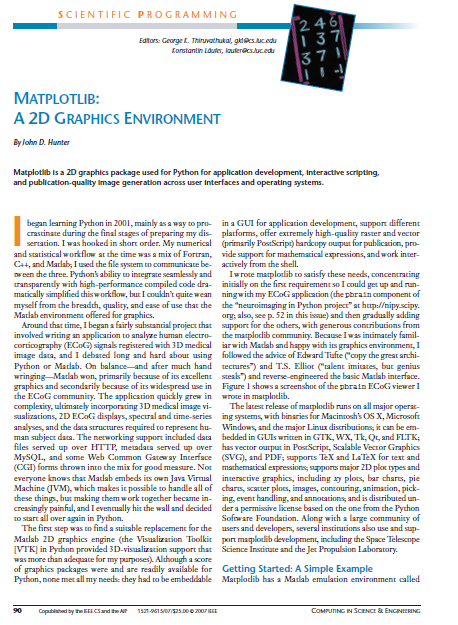 SCIENTIFIC PROGRAMMING
Editors: George K. Thiruvathukal, gkt@cs.luc.edu
Konstantin Läufer, laufer@cs.luc.edu
2 4 6
1 3 7
MATPLOTLIB:
A 2D GRAPHICS ENVIRONMENT
By John D. Hunter
Matplotlib is a 2D graphics package used for Python for application development, interactive scripting,
and publication-quality image generation across user interfaces and operating systems.
I began learning Python in 2001, mainly as a way to pro-
crastinate during the final stages of preparing my dis-
sertation. I was hooked in short order. My numerical
and statistical workflow at the time was a mix of Fortran,
C++, and Matlab; I used the file system to communicate be-
tween the three. Python's ability to integrate seamlessly and
transparently with high-performance compiled code dra-
matically simplified this workflow, but I couldn't quite wean
myself from the breadth, quality, and ease of use that the
Matlab environment offered for graphics.
Around that time, I began a fairly substantial project that
involved writing an application to analyze human electro-
corticography (ECoG) signals registered with 3D medical
image data, and I debated long and hard about using
Python or Matlab. On balance—and after much hand
wringing—Matlab won, primarily because of its excellent
graphics and secondarily because of its widespread use in
the ECoG community. The application quickly grew in
complexity, ultimately incorporating 3D medical image vi-
sualizations, 2D ECoG displays, spectral and time-series
analyses, and the data structures required to represent hu-
man subject data. The networking support included data
files served up over HTTP, metadata served up over
MySQL, and some Web Common Gateway Interface
(CGI) forms thrown into the mix for good measure. Not
everyone knows that Matlab embeds its own Java Virtual
Machine (JVM), which makes it possible to handle all of
these things, but making them work together became in-
creasingly painful, and I eventually hit the wall and decided
to start all over again in Python.
The first step was to find a suitable replacement for the
Matlab 2D graphics engine (the Visualization Toolkit
[VTK] in Python provided 3D-visualization support that
was more than adequate for my purposes). Although a score
of graphics packages were and are readily available for
Python, none met all my needs: they had to be embeddable
in a GUI for application development, support different
platforms, offer extremely high-quality raster and vector
(primarily PostScript) hardcopy output for publication, pro-
vide support for mathematical expressions, and work inter-
actively from the shell.
I wrote matplotlib to satisfy these needs, concentrating
initially on the first requirement so I could get up and run-
ning with my ECoG application (the pbrain component of
the "neuroimaging in Python project" at http://nipy.scipy.
org; also, see p. 52 in this issue) and then gradually adding
support for the others, with generous contributions from
the matplotlib community. Because I was intimately famil-
iar with Matlab and happy with its graphics environment, I
followed the advice of Edward Tufte ("copy the great archi-
tectures") and T.S. Elliot ("talent imitates, but genius
steals") and reverse-engineered the basic Matlab interface.
Figure 1 shows a screenshot of the pbrain ECoG viewer I
wrote in matplotlib.
The latest release of matplotlib runs on all major operat-
ing systems, with binaries for Macintosh's OS X, Microsoft
Windows, and the major Linux distributions; it can be em-
bedded in GUIs written in GTK, WX, Tk, Qt, and FLTK;
has vector output in PostScript, Scalable Vector Graphics
(SVG), and PDF; supports TeX and LaTeX for text and
mathematical expressions; supports major 2D plot types and
interactive graphics, including xy plots, bar charts, pie
charts, scatter plots, images, contouring, animation, pick-
ing, event handling, and annotations; and is distributed un-
der a permissive license based on the one from the Python
Software Foundation. Along with a large community of
users and developers, several institutions also use and sup-
port matplotlib development, including the Space Telescope
Science Institute and the Jet Propulsion Laboratory.
Getting Started: A Simple Example
Matplotlib has a Matlab emulation environment called
90 Copublished by the IEEE CS and the AIP 1521-9615/07/$25.00 © 2007 IEEE COMPUTING IN SCIENCE & ENGINEERING